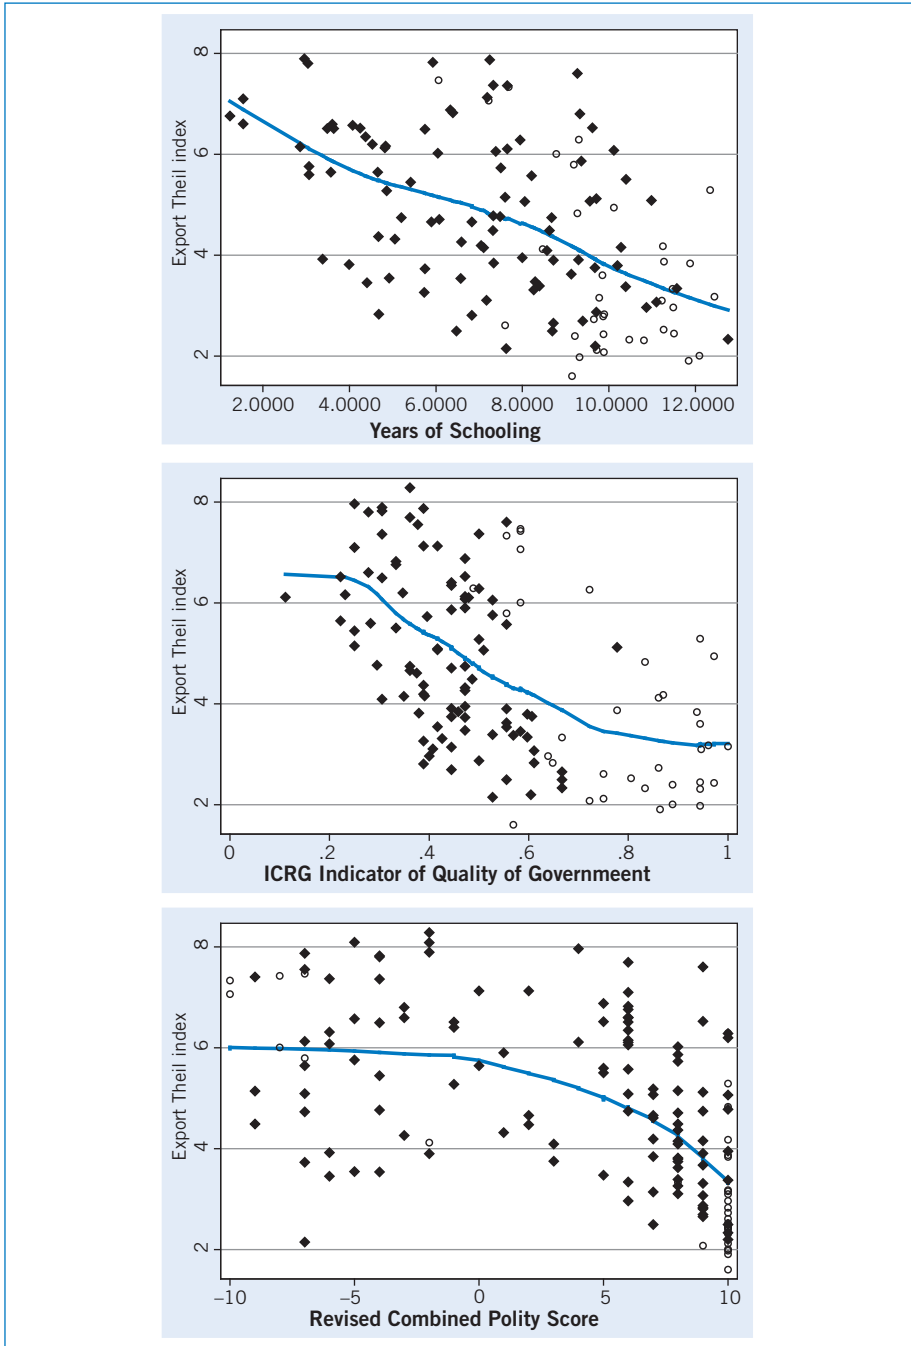 8
6
4
2
Export Theil index
2.0000 4.0000 6.0000 8.0000 10.0000 12.0000
Years of Schooling
8
6
4
2
Export Theil index
0 .2 .4 .6 .8 1
ICRG Indicator of Quality of Governmeent
8
6
4
2
Export Theil index
−10 −5 0 5 10
Revised Combined Polity Score